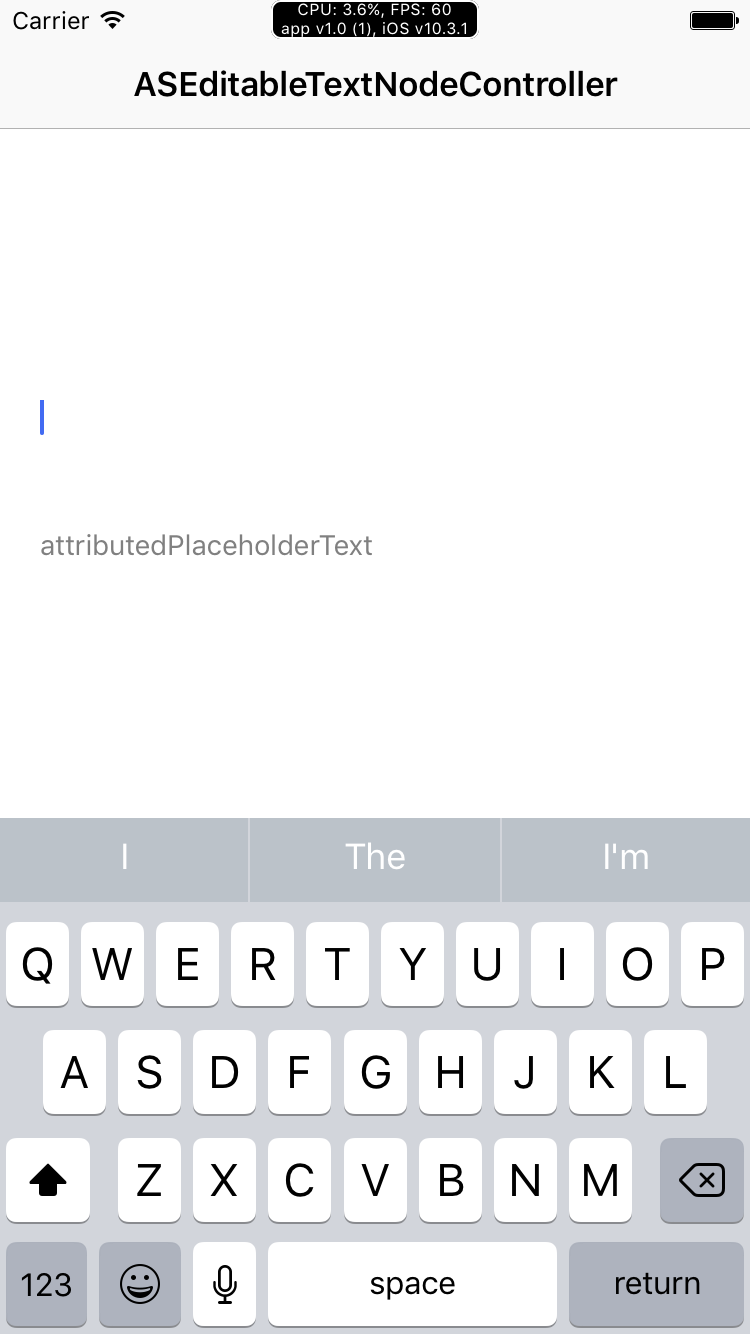 Carrier
CPU: 3.6%, FPS: 60
app v1.0 (1), iOS v10.3.1
ASEditableTextNodeController
attributedPlaceholderText
I The I'm
Q W E R T Y U I O P
A S D F G H J K L
Z X C V B N M
123 space return